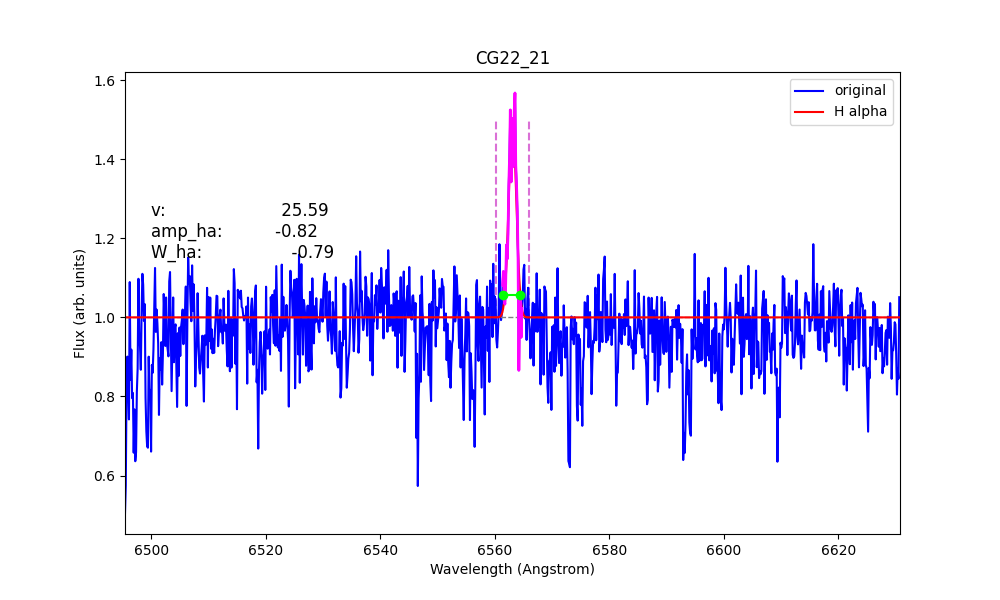 CG22_21
original
H alpha
v: 25.59
amp_ha: -0.82
W_ha: -0.79
Flux (arb. units)
1.6
1.4
1.2
1.0
0.8
0.6
6500 6520 6540 6560 6580 6600 6620
Wavelength (Angstrom)